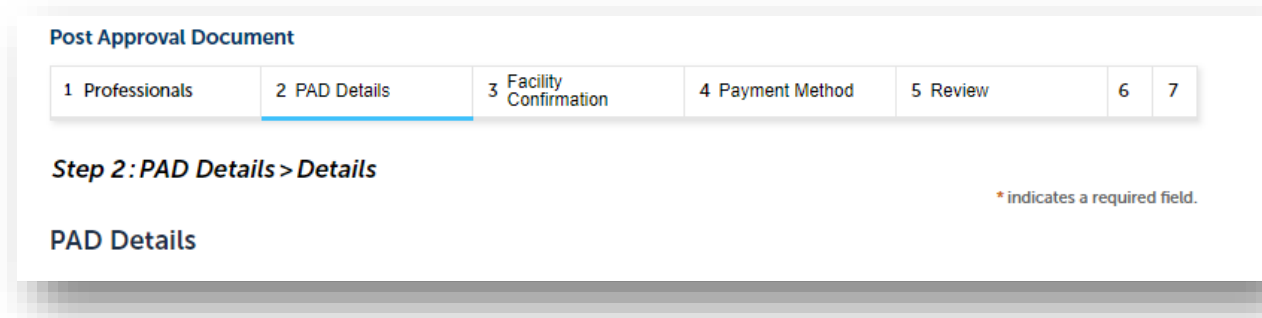 Post Approval Document
1 Professionals 2 PAD Details 3 Facility Confirmation 4 Payment Method 5 Review 6 7
Step 2: PAD Details > Details
* indicates a required field.
PAD Details